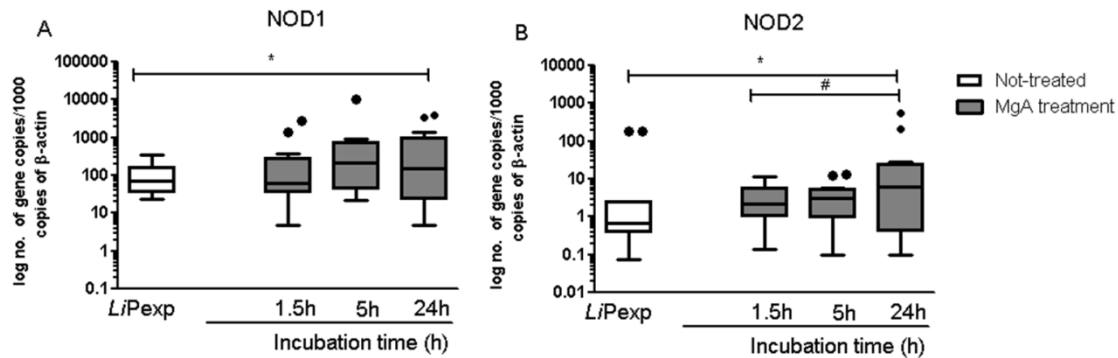 A
NOD1
*
log no. of gene copies/1000
copies of β-actin
100000
10000
1000
100
10
1
0.1
LiPexp
1.5h
5h
24h
Incubation time (h)
B
NOD2
*
#
log no. of gene copies/1000
copies of β-actin
10000
1000
100
10
1
0.1
0.01
LiPexp
1.5h
5h
24h
Incubation time (h)
Not-treated
MgA treatment